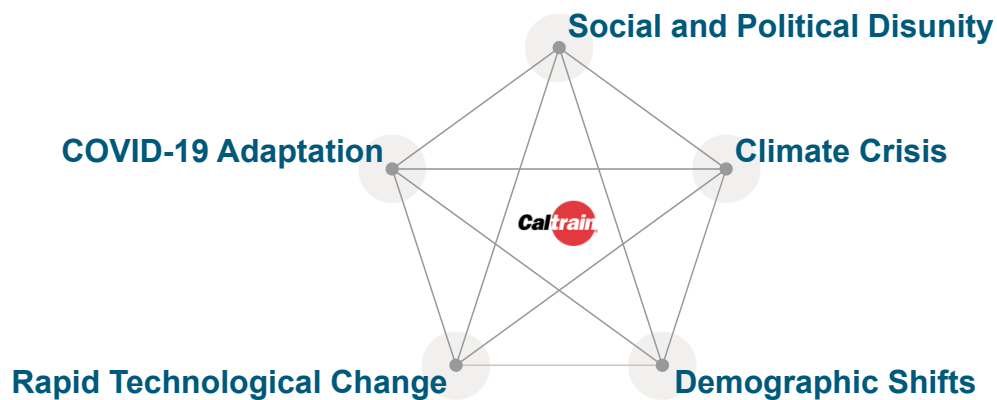 Social and Political Disunity
COVID-19 Adaptation
Climate Crisis
Caltrain
Rapid Technological Change
Demographic Shifts